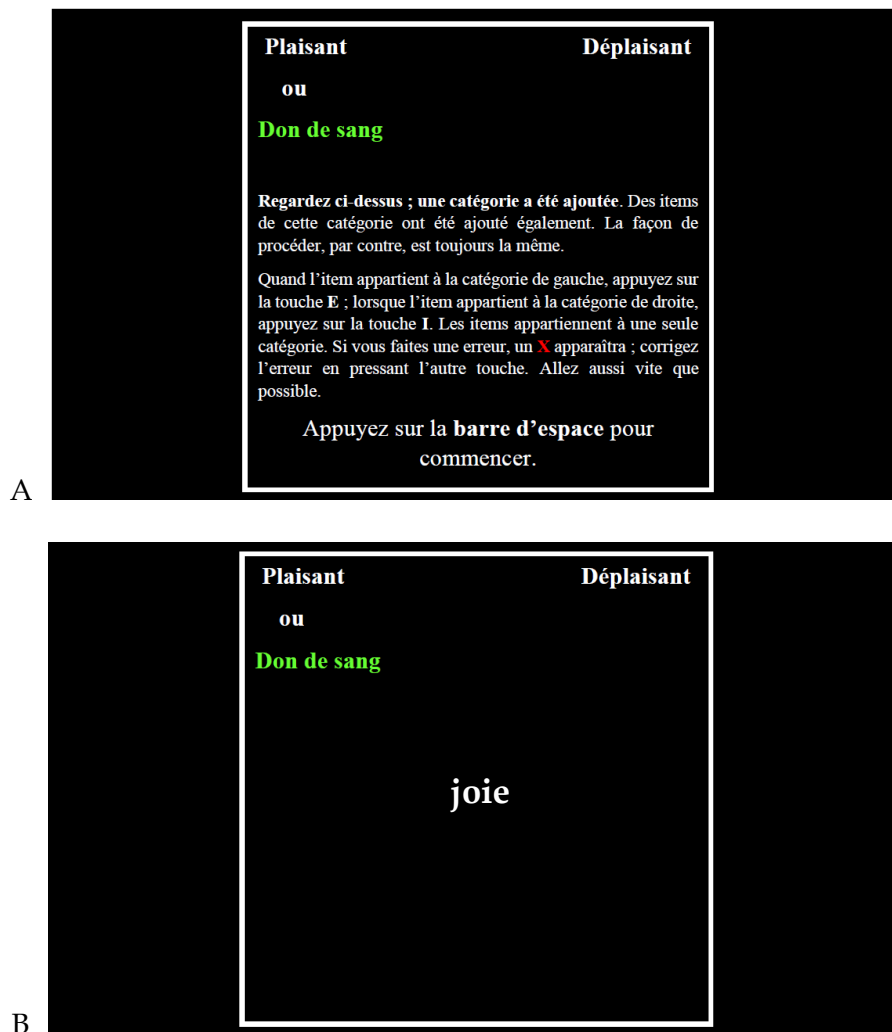 Plaisant Déplaisant
ou
Don de sang
Regardez ci-dessus ; une catégorie a été ajoutée. Des items
de cette catégorie ont été ajouté également. La façon de
procéder, par contre, est toujours la même.
Quand l’item appartient à la catégorie de gauche, appuyez sur
la touche E ; lorsque l’item appartient à la catégorie de droite,
appuyez sur la touche I. Les items appartiennent à une seule
catégorie. Si vous faites une erreur, un X apparaîtra ; corrigez
l’erreur en pressant l’autre touche. Allez aussi vite que
possible.
Appuyez sur la barre d’espace pour
commencer.
A
Plaisant Déplaisant
ou
Don de sang
joie
B